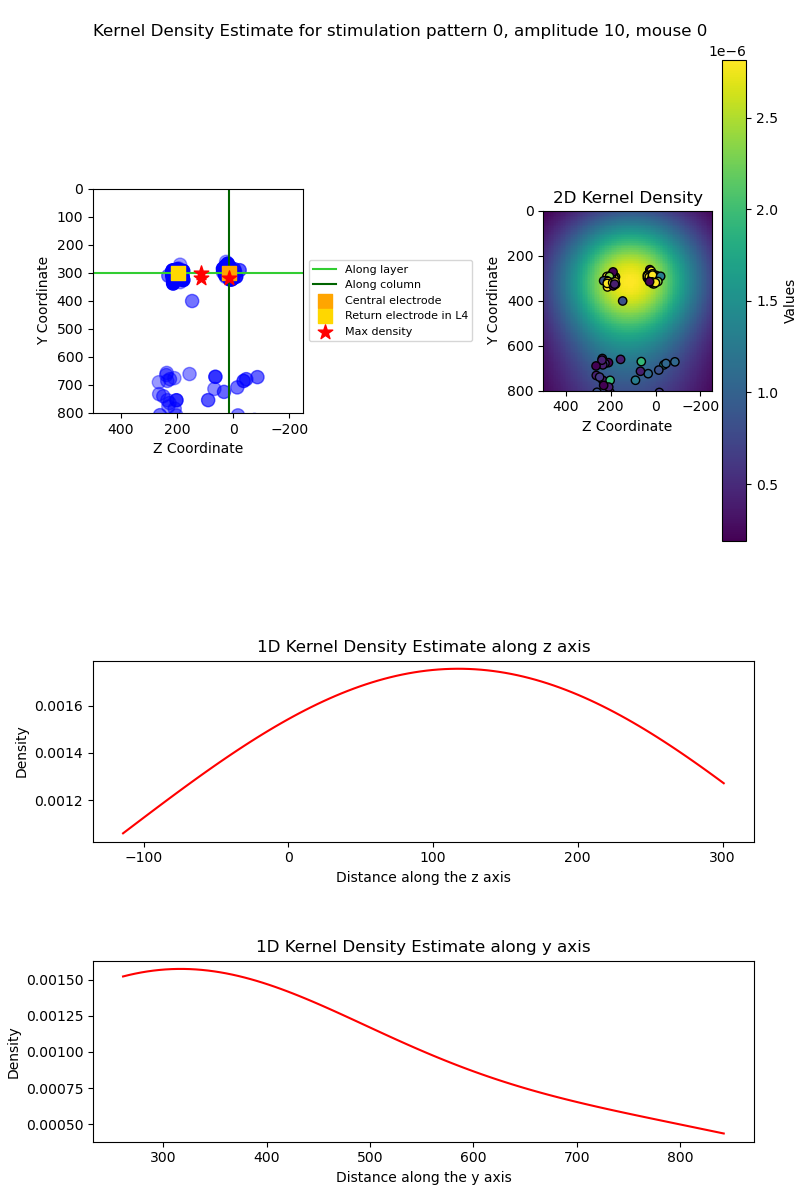 Kernel Density Estimate for stimulation pattern 0, amplitude 10, mouse 0
0
100
200
300
400
500
600
700
800
Y Coordinate
400
200
0
−200
Z Coordinate
Along layer
Along column
Central electrode
Return electrode in L4
Max density
2D Kernel Density
0
200
400
600
800
Y Coordinate
400
200
0
−200
Z Coordinate
1e−6
2.5
2.0
1.5
1.0
0.5
Values
1D Kernel Density Estimate along z axis
0.0016
0.0014
0.0012
Density
−100
0
100
200
300
Distance along the z axis
1D Kernel Density Estimate along y axis
0.00150
0.00125
0.00100
0.00075
0.00050
Density
300
400
500
600
700
800
Distance along the y axis